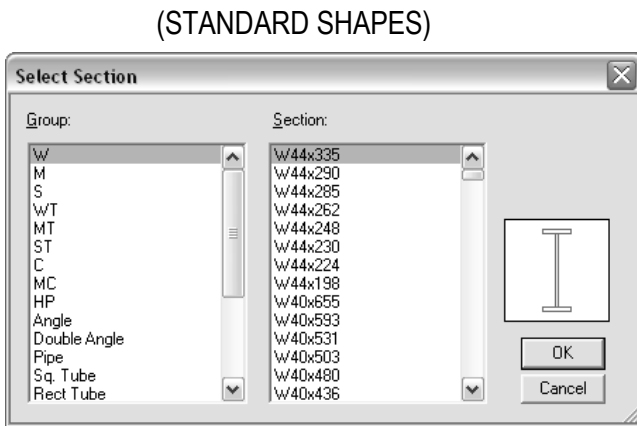 (STANDARD SHAPES)
Select Section
Group:
W
M
S
WT
MT
ST
C
MC
HP
Angle
Double Angle
Pipe
Sq. Tube
Rect Tube
Section:
W44x335
W44x290
W44x285
W44x262
W44x248
W44x230
W44x224
W44x198
W40x655
W40x593
W40x531
W40x503
W40x480
W40x436
OK
Cancel